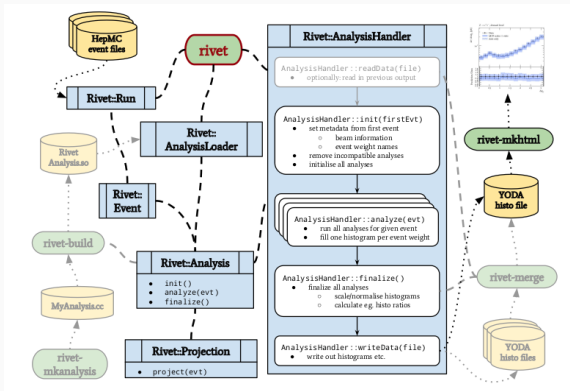 HepMC
event files
rivet
Rivet::Run
Rivet
Analysis.so
Rivet::
AnalysisLoader
Rivet::
Event
rivet-build
Rivet::Analysis
init()
analyze(evt)
finalize()
MyAnalysis.cc
rivet-
mkanalysis
Rivet::Projection
project(evt)
Rivet::AnalysisHandler
AnalysisHandler::readData(file)
optionally: read in previous output
AnalysisHandler::init(firstEvt)
set metadata from first event
beam information
event weight names
remove incompatible analyses
initialise all analyses
AnalysisHandler::analyze(evt)
run all analyses for given event
fill one histogram per event weight
AnalysisHandler::finalize()
finalize all analyses
scale/normalise histograms
calculate e.g. histo ratios
AnalysisHandler::writeData(file)
write out histograms etc.
rivet-mkhtml
YODA
histo file
rivet-merge
YODA
histo files